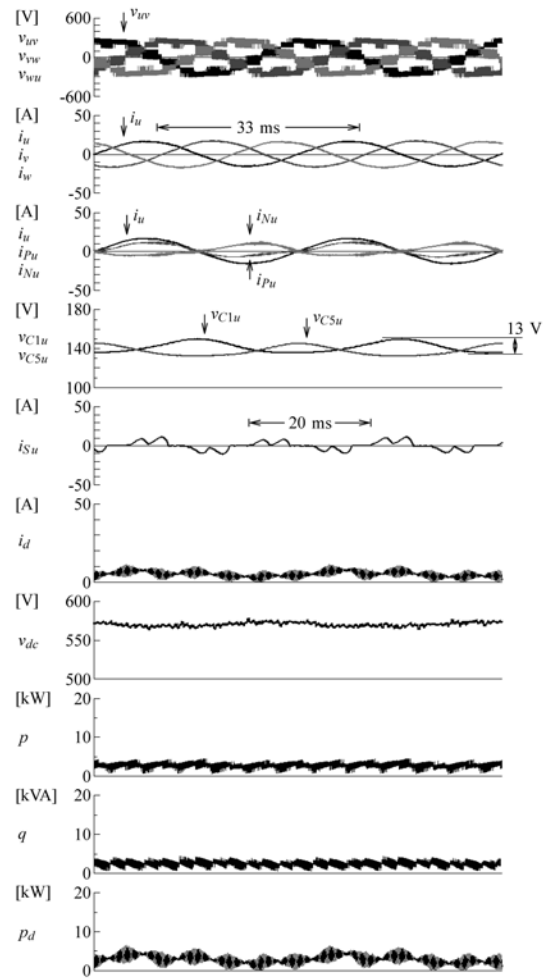 [V]
600
v_uv
v_uv
v_vw
0
v_wu
-600
[A]
50
i_u
33 ms
i_u
i_v
0
i_w
-50
[A]
50
i_u
i_Nu
i_u
i_Pu
0
i_Nu
i_Pu
-50
[V]
180
v_C1u
v_C5u
13 V
v_C1u
140
v_C5u
100
[A]
50
20 ms
i_Su
0
-50
[A]
50
i_d
0
[V]
600
v_dc
550
500
[kW]
20
p
10
0
[kVA]
20
q
10
0
[kW]
20
p_d
10
0